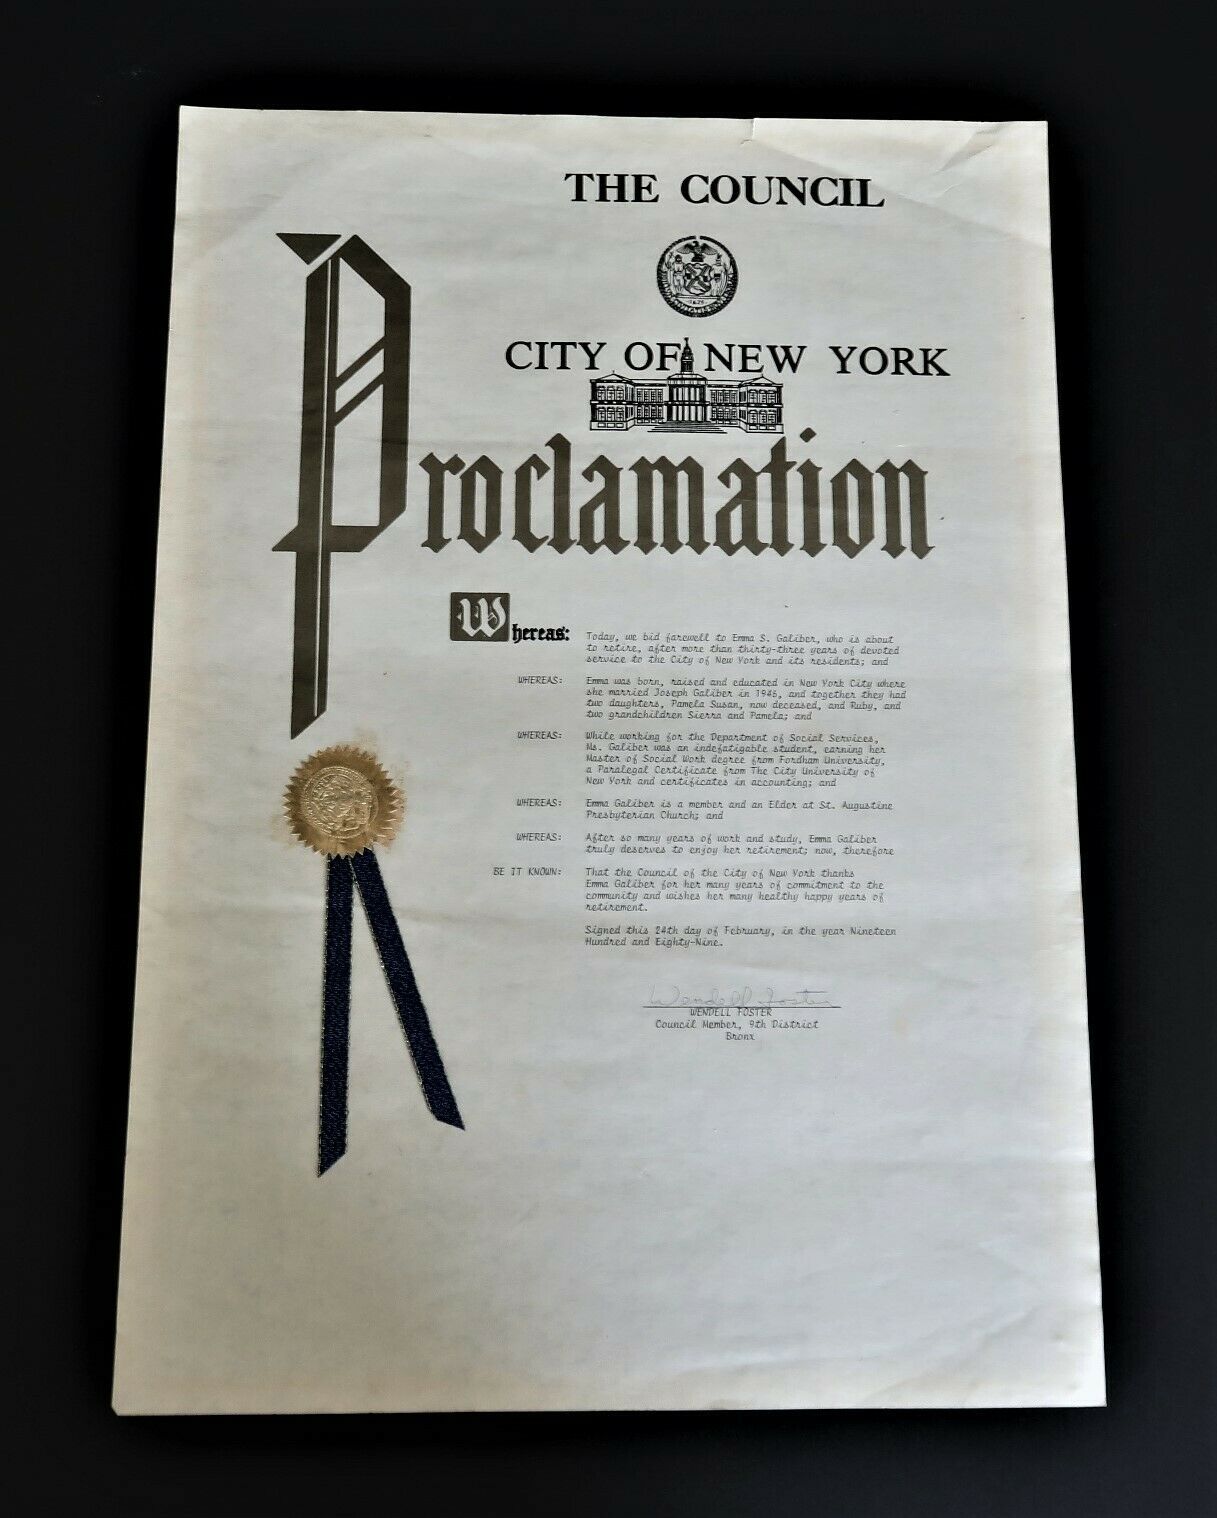 THE COUNCIL
CITY OF NEW YORK
Proclamation
Whereas: Today, we bid farewell to Emma S. Galiber, who is about
to retire, after more than thirty-three years of devoted
service to the City of New York and its residents; and
WHEREAS: Emma was born, raised and educated in New York City where
she married Joseph Galiber in 1946, and together they had
two daughters, Pamela Susan, now deceased, and Ruby, and
two grandchildren Sierra and Pamela; and
WHEREAS: While working for the Department of Social Services,
Ms. Galiber was an indefatigable student, earning her
Master of Social Work degree from Fordham University,
a Paralegal Certificate from The City University of
New York and certificates in accounting; and
WHEREAS: Emma Galiber is a member and an Elder at St. Augustine
Presbyterian Church; and
WHEREAS: After so many years of work and study, Emma Galiber
truly deserves to enjoy her retirement; now, therefore
BE IT KNOWN: That the Council of the City of New York thanks
Emma Galiber for her many years of commitment to the
community and wishes her many healthy happy years of
retirement.
Signed this 24th day of February, in the year Nineteen
Hundred and Eighty-Nine.
Wendell Foster
WENDELL FOSTER
Council Member, 9th District
Bronx